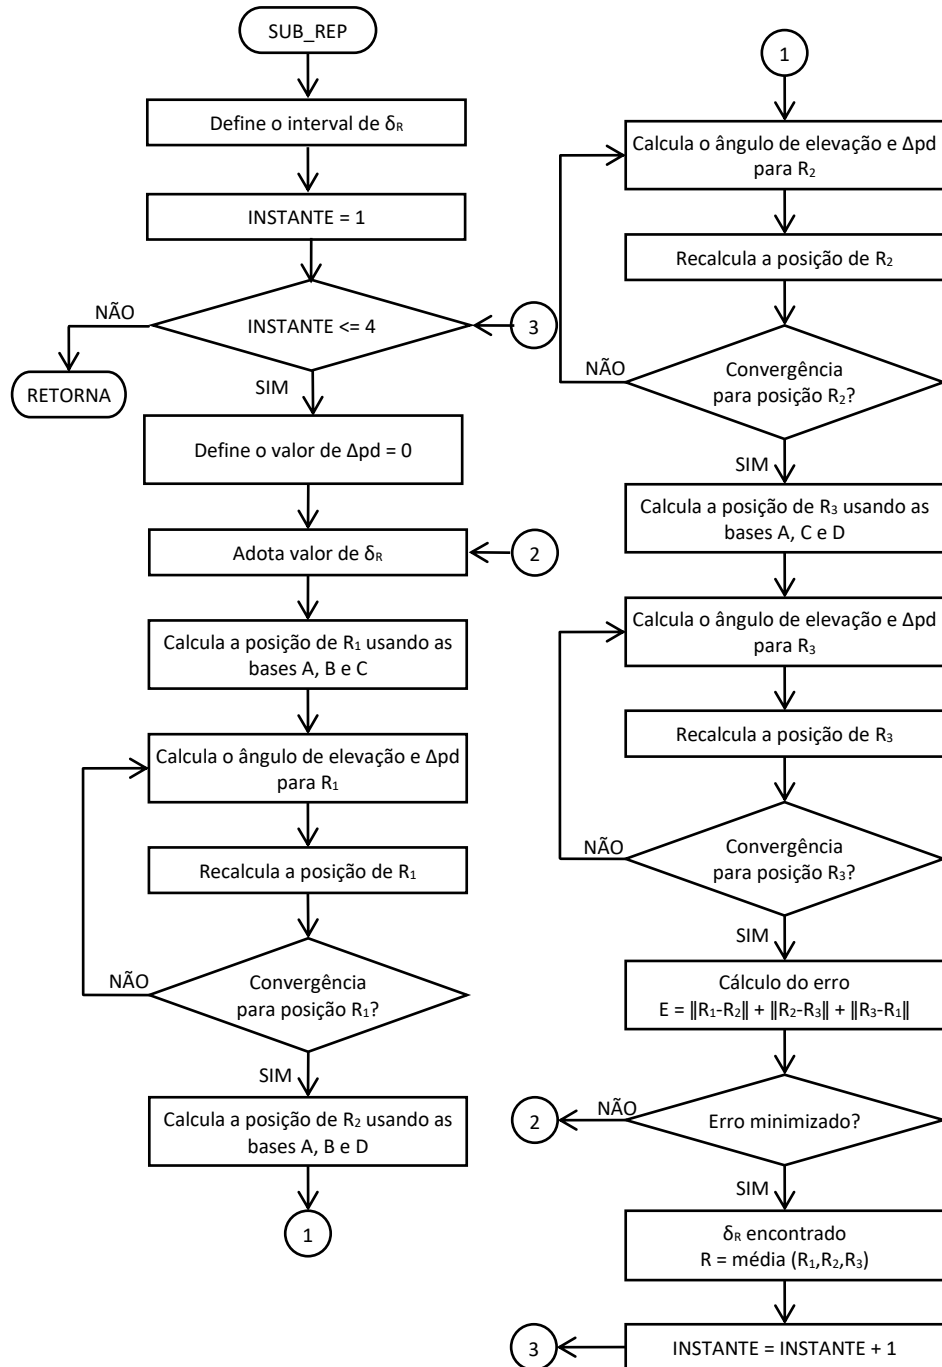 SUB_REP
Define o interval de δR
INSTANTE = 1
NÃO
INSTANTE <= 4
3
RETORNA
SIM
Define o valor de Δpd = 0
Adota valor de δR
2
Calcula a posição de R1 usando as
bases A, B e C
Calcula o ângulo de elevação e Δpd
para R1
Recalcula a posição de R1
NÃO
Convergência
para posição R1?
SIM
Calcula a posição de R2 usando as
bases A, B e D
1
1
Calcula o ângulo de elevação e Δpd
para R2
Recalcula a posição de R2
NÃO
Convergência
para posição R2?
SIM
Calcula a posição de R3 usando as
bases A, C e D
Calcula o ângulo de elevação e Δpd
para R3
Recalcula a posição de R3
NÃO
Convergência
para posição R3?
SIM
Cálculo do erro
E = ‖R1-R2‖ + ‖R2-R3‖ + ‖R3-R1‖
2
NÃO
Erro minimizado?
SIM
δR encontrado
R = média (R1,R2,R3)
3
INSTANTE = INSTANTE + 1